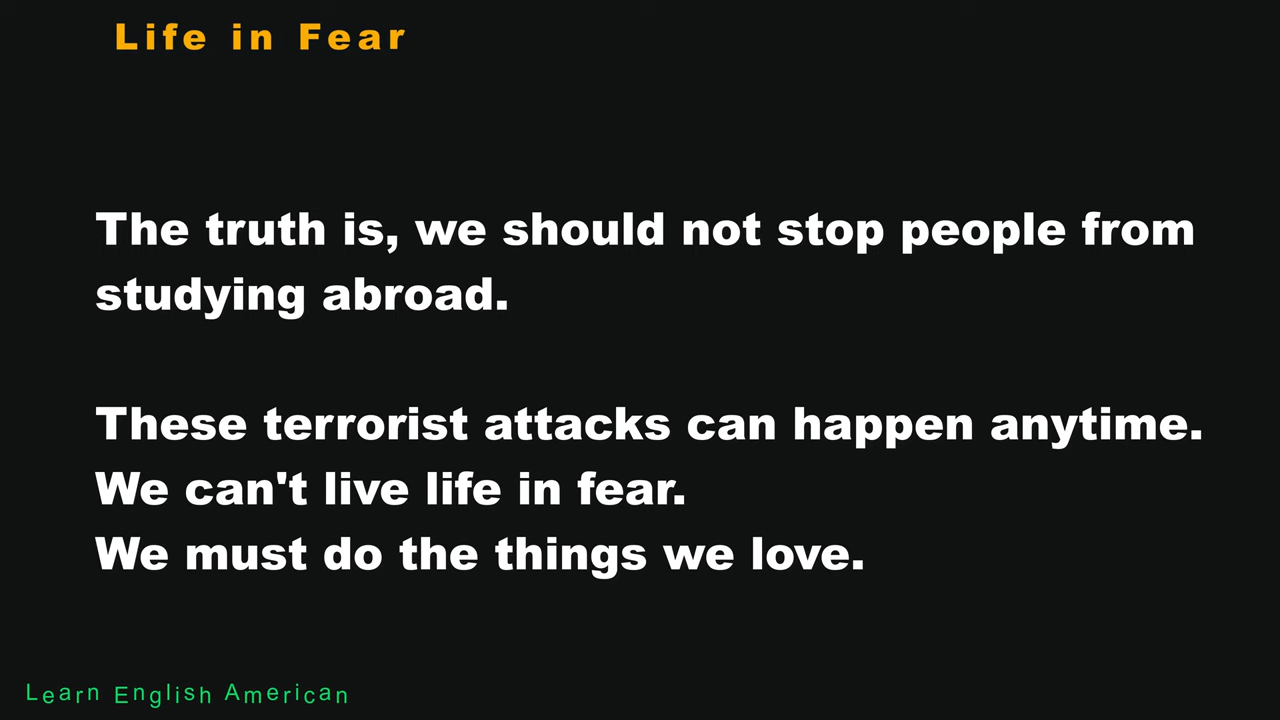 Life in Fear
The truth is, we should not stop people from
studying abroad.
These terrorist attacks can happen anytime.
We can't live life in fear.
We must do the things we love.
Learn English American